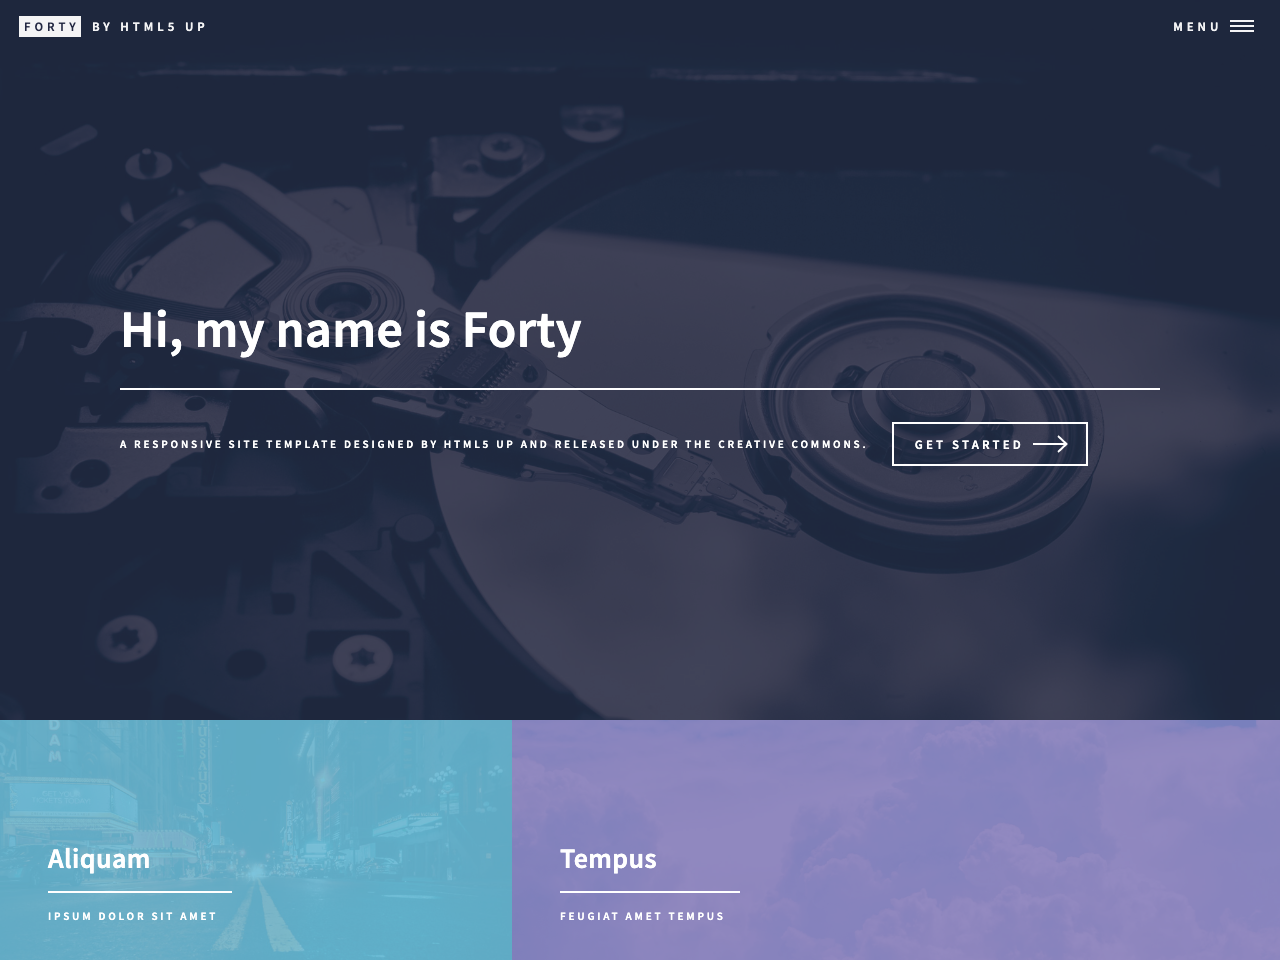 FORTY BY HTML5 UP
MENU
Hi, my name is Forty
A RESPONSIVE SITE TEMPLATE DESIGNED BY HTML5 UP AND RELEASED UNDER THE CREATIVE COMMONS.
GET STARTED
DAM
Aliquam
IPSUM DOLOR SIT AMET
Tempus
FEUGIAT AMET TEMPUS